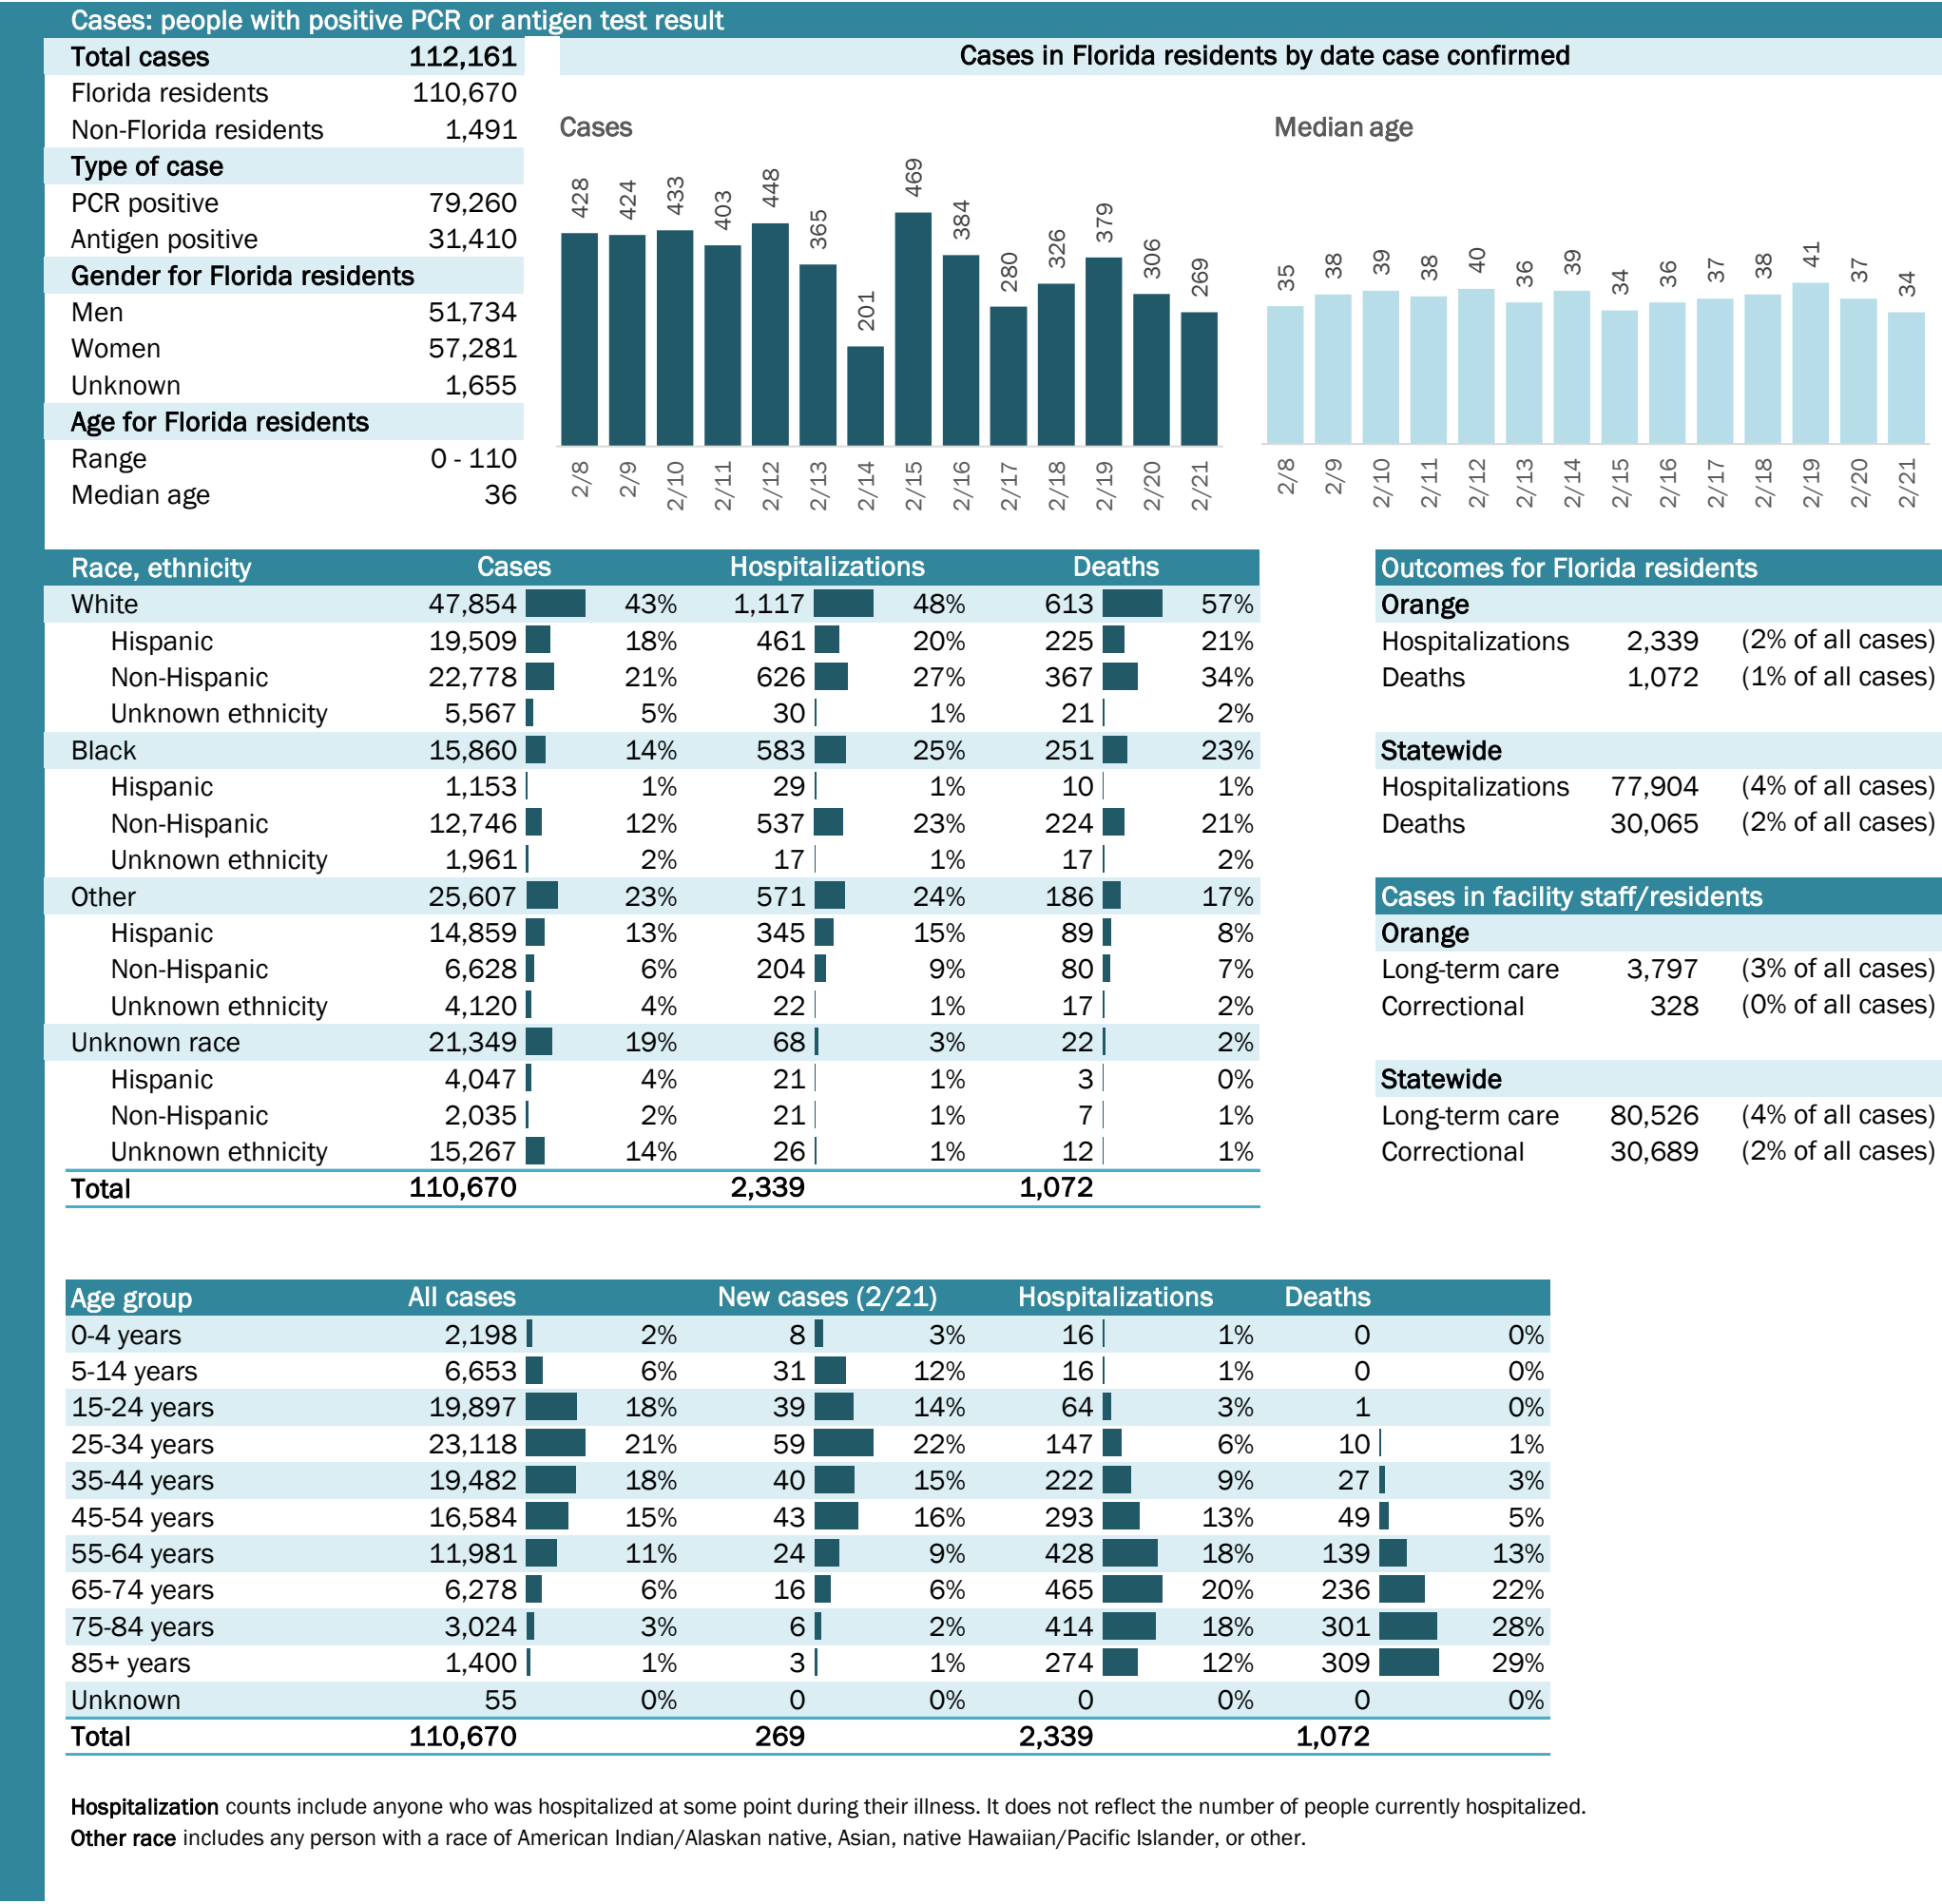 Cases: people with positive PCR or antigen test result
Total cases 112,161
Florida residents 110,670
Non-Florida residents 1,491
Type of case
PCR positive 79,260
Antigen positive 31,410
Gender for Florida residents
Men 51,734
Women 57,281
Unknown 1,655
Age for Florida residents
Range 0 - 110
Median age 36
Cases in Florida residents by date case confirmed
Cases
428 424 433 403 448 365 201 469 384 280 326 379 306 269
2/8 2/9 2/10 2/11 2/12 2/13 2/14 2/15 2/16 2/17 2/18 2/19 2/20 2/21
Median age
35 38 39 38 40 36 39 34 36 37 38 41 37 34
2/8 2/9 2/10 2/11 2/12 2/13 2/14 2/15 2/16 2/17 2/18 2/19 2/20 2/21
Race, ethnicity Cases Hospitalizations Deaths
White 47,854 43% 1,117 48% 613 57%
Hispanic 19,509 18% 461 20% 225 21%
Non-Hispanic 22,778 21% 626 27% 367 34%
Unknown ethnicity 5,567 5% 30 1% 21 2%
Black 15,860 14% 583 25% 251 23%
Hispanic 1,153 1% 29 1% 10 1%
Non-Hispanic 12,746 12% 537 23% 224 21%
Unknown ethnicity 1,961 2% 17 1% 17 2%
Other 25,607 23% 571 24% 186 17%
Hispanic 14,859 13% 345 15% 89 8%
Non-Hispanic 6,628 6% 204 9% 80 7%
Unknown ethnicity 4,120 4% 22 1% 17 2%
Unknown race 21,349 19% 68 3% 22 2%
Hispanic 4,047 4% 21 1% 3 0%
Non-Hispanic 2,035 2% 21 1% 7 1%
Unknown ethnicity 15,267 14% 26 1% 12 1%
Total 110,670 2,339 1,072
Outcomes for Florida residents
Orange
Hospitalizations 2,339 (2% of all cases)
Deaths 1,072 (1% of all cases)
Statewide
Hospitalizations 77,904 (4% of all cases)
Deaths 30,065 (2% of all cases)
Cases in facility staff/residents
Orange
Long-term care 3,797 (3% of all cases)
Correctional 328 (0% of all cases)
Statewide
Long-term care 80,526 (4% of all cases)
Correctional 30,689 (2% of all cases)
Age group All cases New cases (2/21) Hospitalizations Deaths
0-4 years 2,198 2% 8 3% 16 1% 0 0%
5-14 years 6,653 6% 31 12% 16 1% 0 0%
15-24 years 19,897 18% 39 14% 64 3% 1 0%
25-34 years 23,118 21% 59 22% 147 6% 10 1%
35-44 years 19,482 18% 40 15% 222 9% 27 3%
45-54 years 16,584 15% 43 16% 293 13% 49 5%
55-64 years 11,981 11% 24 9% 428 18% 139 13%
65-74 years 6,278 6% 16 6% 465 20% 236 22%
75-84 years 3,024 3% 6 2% 414 18% 301 28%
85+ years 1,400 1% 3 1% 274 12% 309 29%
Unknown 55 0% 0 0% 0 0% 0 0%
Total 110,670 269 2,339 1,072
Hospitalization counts include anyone who was hospitalized at some point during their illness. It does not reflect the number of people currently hospitalized.
Other race includes any person with a race of American Indian/Alaskan native, Asian, native Hawaiian/Pacific Islander, or other.